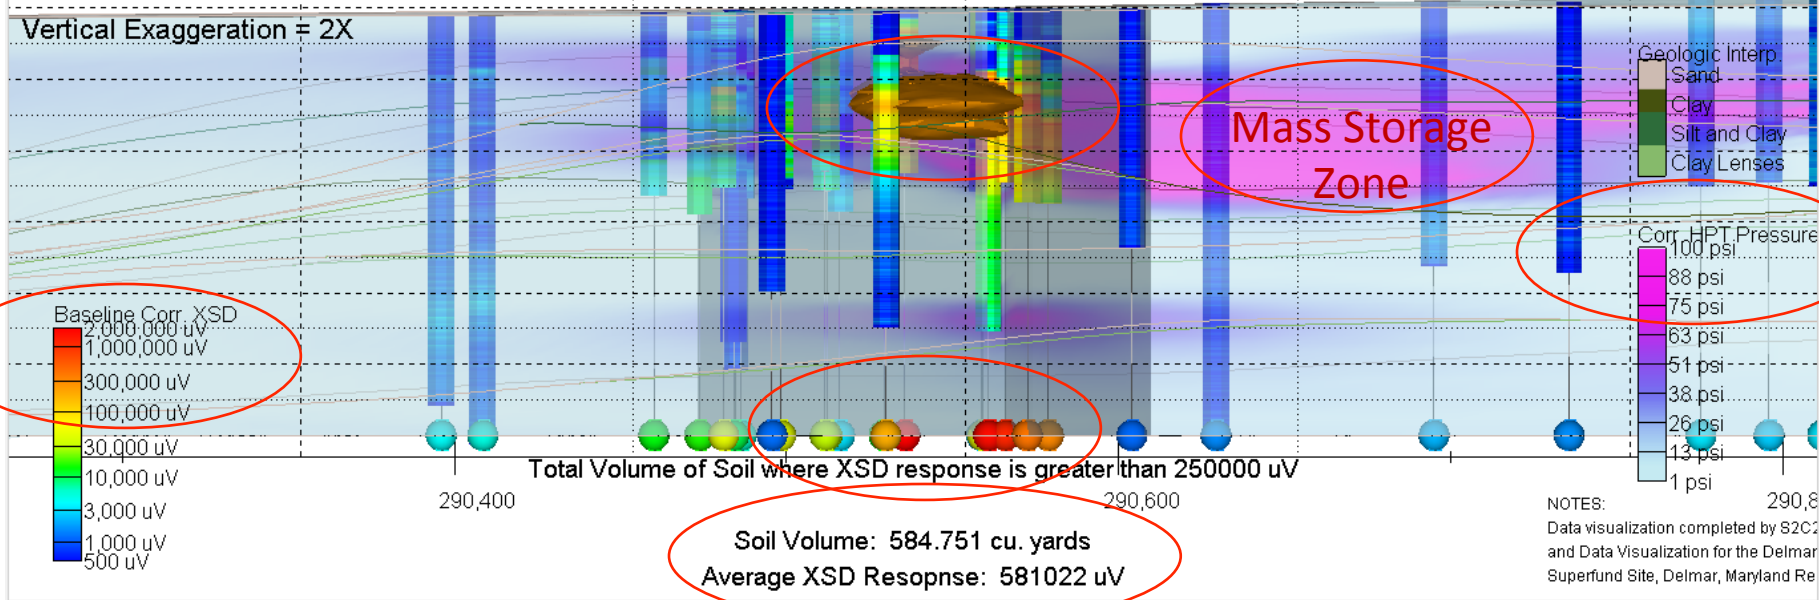 Vertical Exaggeration = 2X
Geologic Interp.
Sand
Clay
Silt and Clay
Clay Lenses
Mass Storage
Zone
Corr. HPT Pressure
100 psi
88 psi
75 psi
63 psi
51 psi
38 psi
26 psi
13 psi
1 psi
Baseline Corr. XSD
2,000,000 uV
1,000,000 uV
300,000 uV
100,000 uV
30,000 uV
10,000 uV
3,000 uV
1,000 uV
500 uV
Total Volume of Soil where XSD response is greater than 250000 uV
290,400
290,600
290,8
Soil Volume: 584.751 cu. yards
Average XSD Resopnse: 581022 uV
NOTES:
Data visualization completed by S2C2
and Data Visualization for the Delmar
Superfund Site, Delmar, Maryland Re